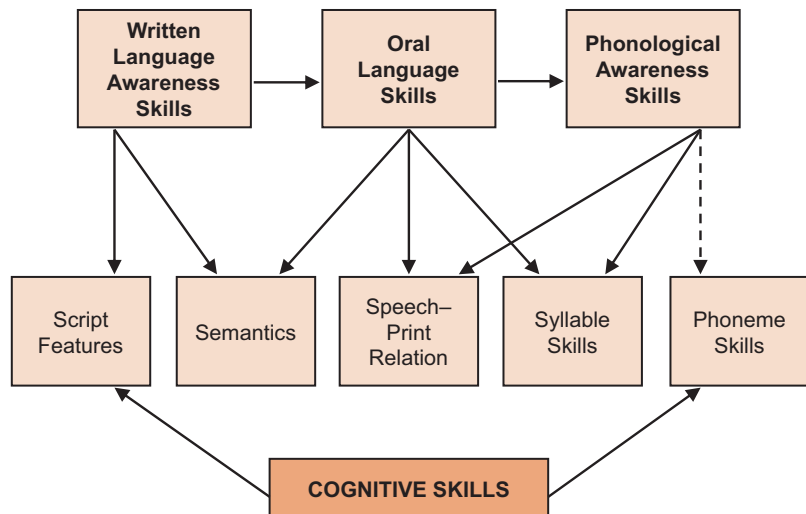 Written
Language
Awareness
Skills
Oral
Language
Skills
Phonological
Awareness
Skills
Script
Features
Semantics
Speech–
Print
Relation
Syllable
Skills
Phoneme
Skills
COGNITIVE SKILLS